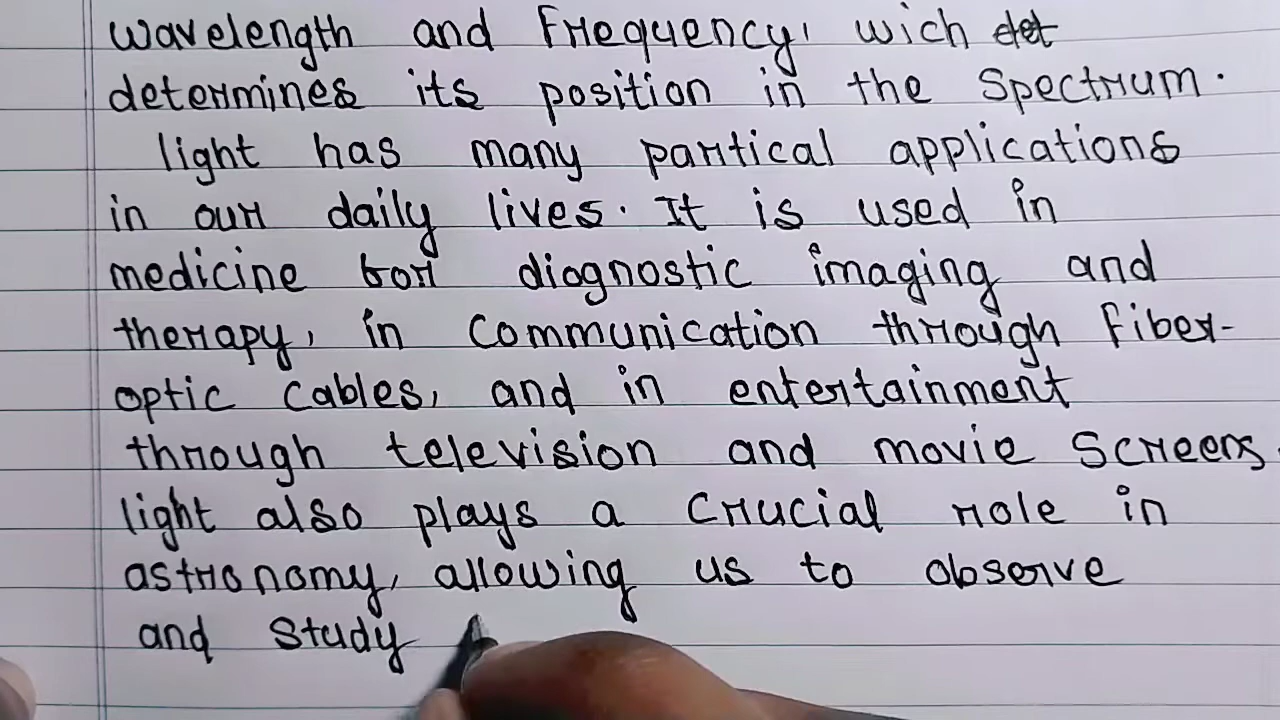 wavelength and Frequency, wich det
determines its position in the Spectrum.
light has many partical applications
in our daily lives. It is used in
medicine for diognostic imaging and
therapy, in communication through fiber-
optic cables, and in entertainment
through television and movie Screens.
light also plays a crucial role in
astronomy, allowing us to observe
and Study